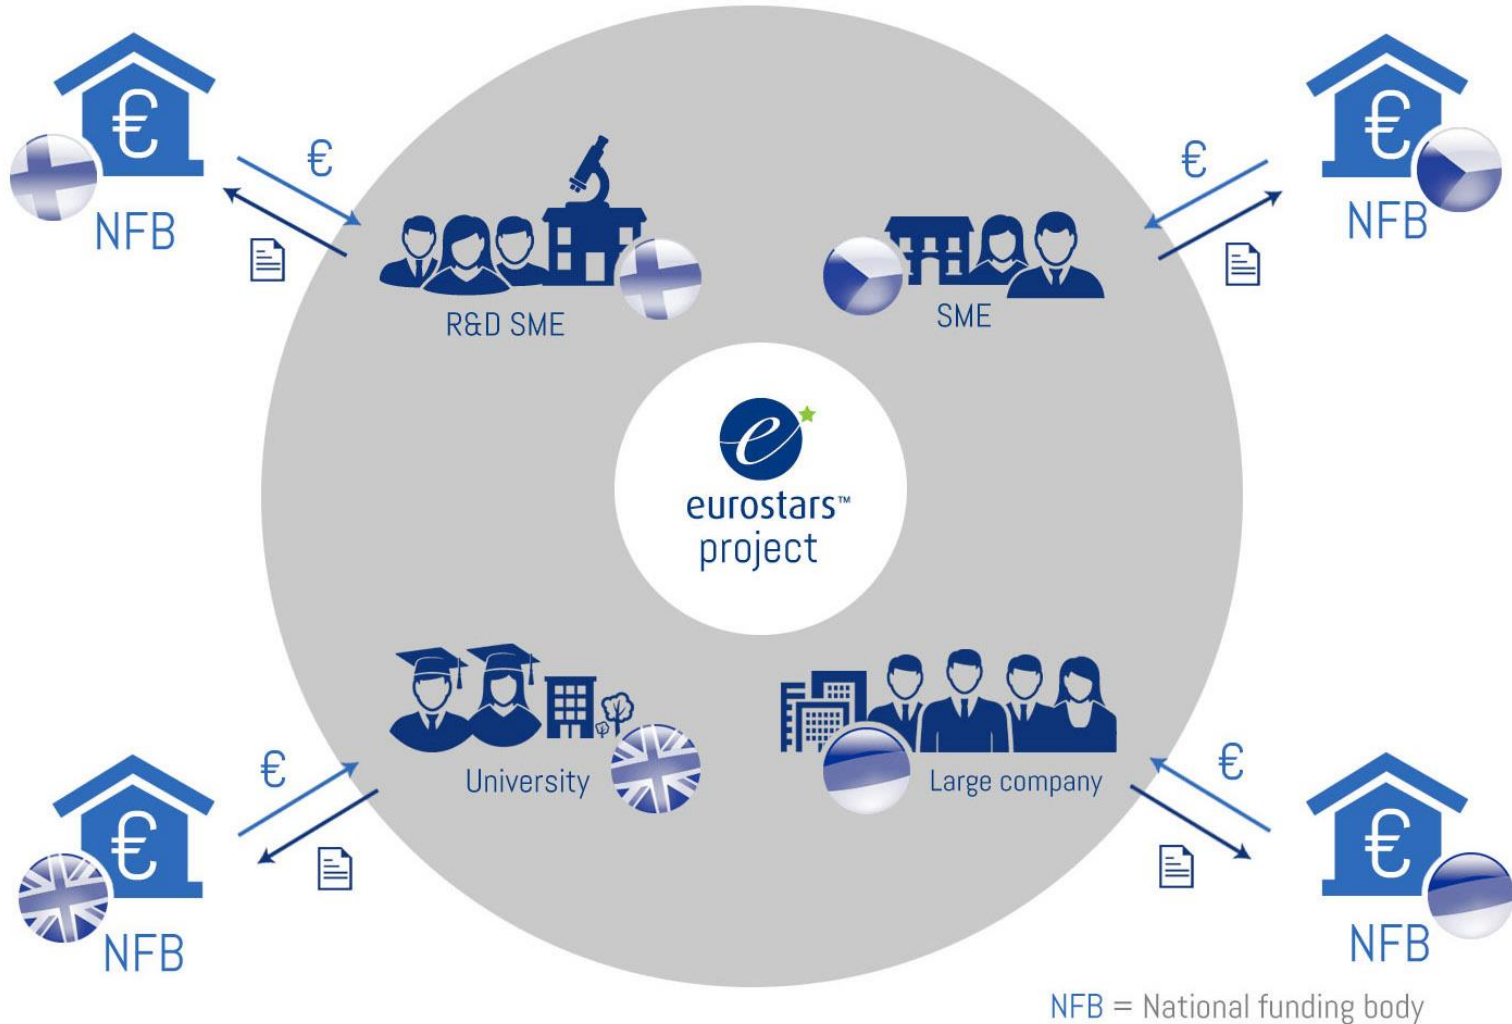 €
NFB
€
R&D SME
€
SME
€
NFB
e
eurostars™
project
€
NFB
€
University
Large company
€
€
NFB
NFB = National funding body